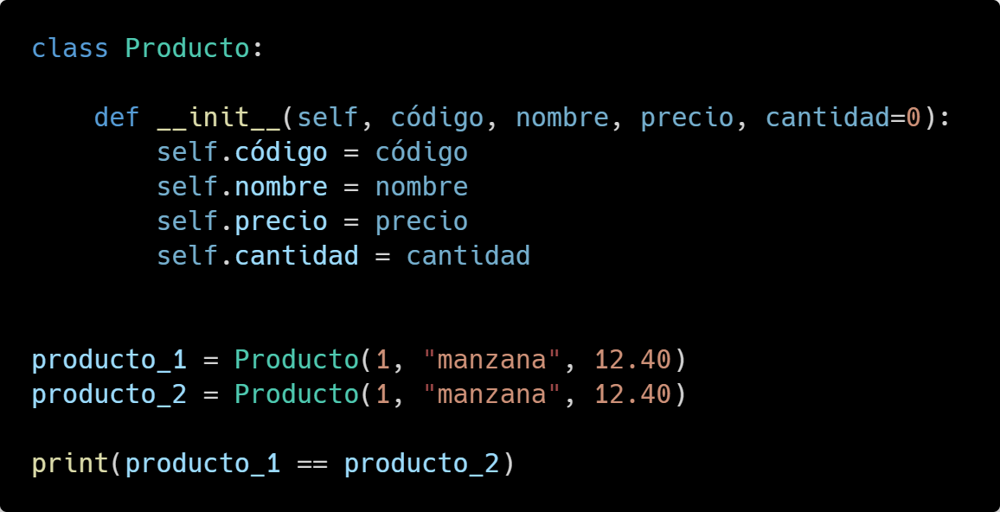 class Producto:
    def __init__(self, código, nombre, precio, cantidad=0):
        self.código = código
        self.nombre = nombre
        self.precio = precio
        self.cantidad = cantidad
producto_1 = Producto(1, "manzana", 12.40)
producto_2 = Producto(1, "manzana", 12.40)
print(producto_1 == producto_2)